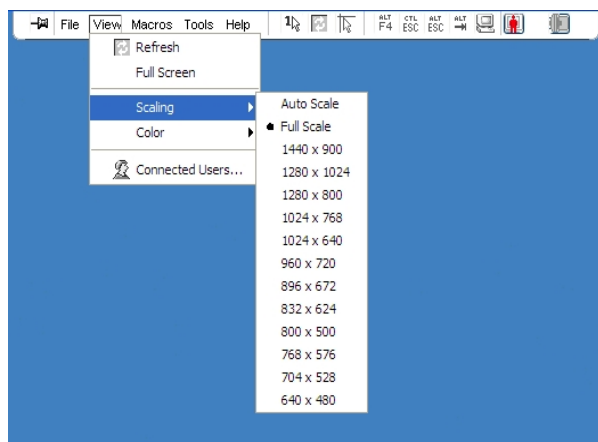 File View Macros Tools Help 1 ALT F4 CTL ESC ALT ESC ALT
Refresh
Full Screen
Scaling
Color
Connected Users...
Auto Scale
Full Scale
1440 x 900
1280 x 1024
1280 x 800
1024 x 768
1024 x 640
960 x 720
896 x 672
832 x 624
800 x 500
768 x 576
704 x 528
640 x 480